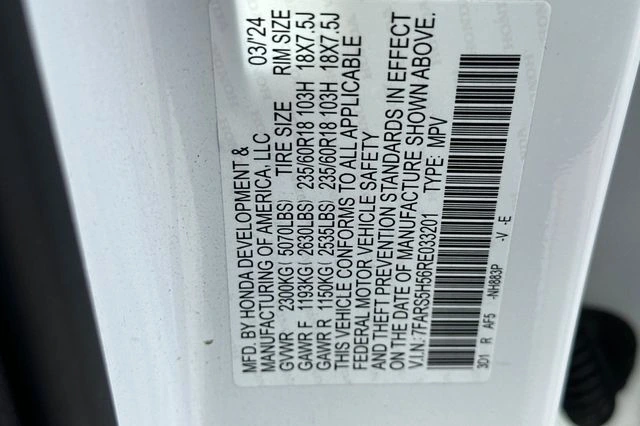 MFD. BY HONDA DEVELOPMENT & 03/'24
MANUFACTURING OF AMERICA, LLC
GVWR 2300KG( 5070LBS) TIRE SIZE RIM SIZE
GAWR F 1193KG( 2630LBS) 235/60R18 103H 18X7.5J
GAWR R 1150KG( 2535LBS) 235/60R18 103H 18X7.5J
THIS VEHICLE CONFORMS TO ALL APPLICABLE
FEDERAL MOTOR VEHICLE SAFETY
AND THEFT PREVENTION STANDARDS IN EFFECT
ON THE DATE OF MANUFACTURE SHOWN ABOVE.
V.I.N.: 7FARS5H56RE033201 TYPE: MPV
3D1 R AF5 -NH883P -V -E